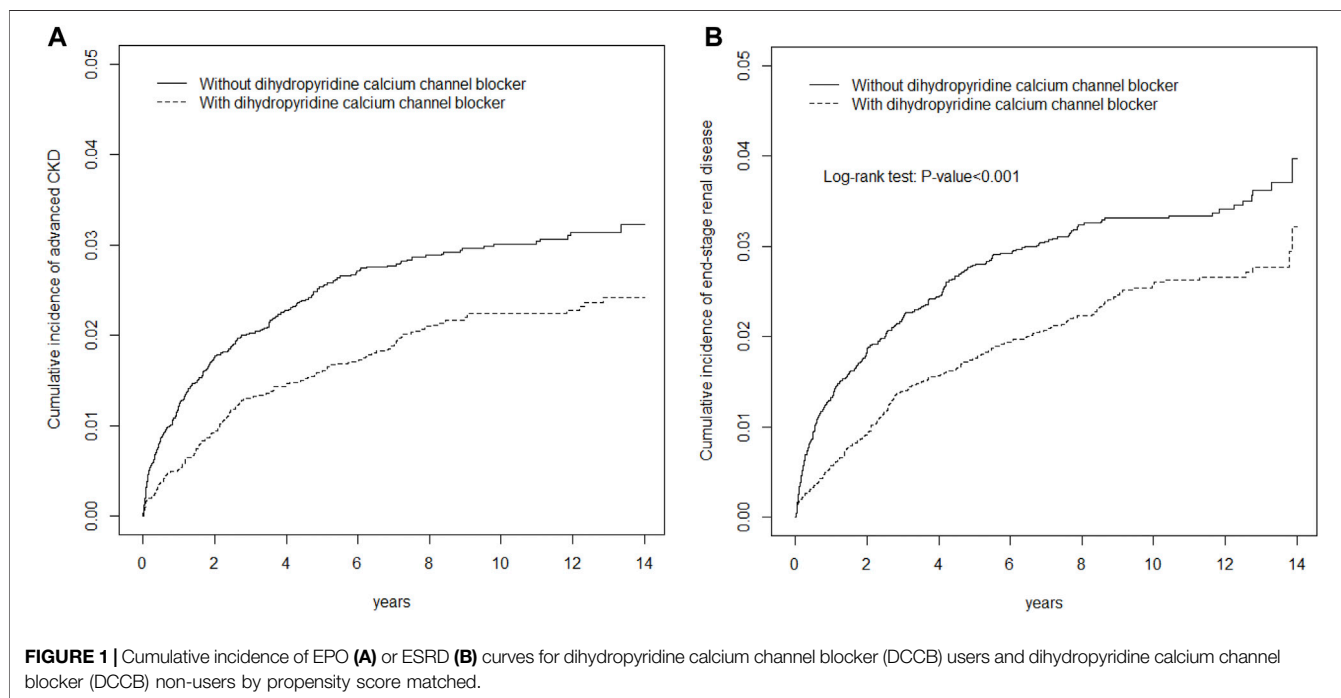 A
Without dihydropyridine calcium channel blocker
With dihydropyridine calcium channel blocker
Cumulative incidence of advanced CKD
0.05
0.04
0.03
0.02
0.01
0.00
0 2 4 6 8 10 12 14
years
B
Without dihydropyridine calcium channel blocker
With dihydropyridine calcium channel blocker
Log-rank test: P-value<0.001
Cumulative incidence of end-stage renal disease
0.05
0.04
0.03
0.02
0.01
0.00
0 2 4 6 8 10 12 14
years
FIGURE 1 | Cumulative incidence of EPO (A) or ESRD (B) curves for dihydropyridine calcium channel blocker (DCCB) users and dihydropyridine calcium channel
blocker (DCCB) non-users by propensity score matched.